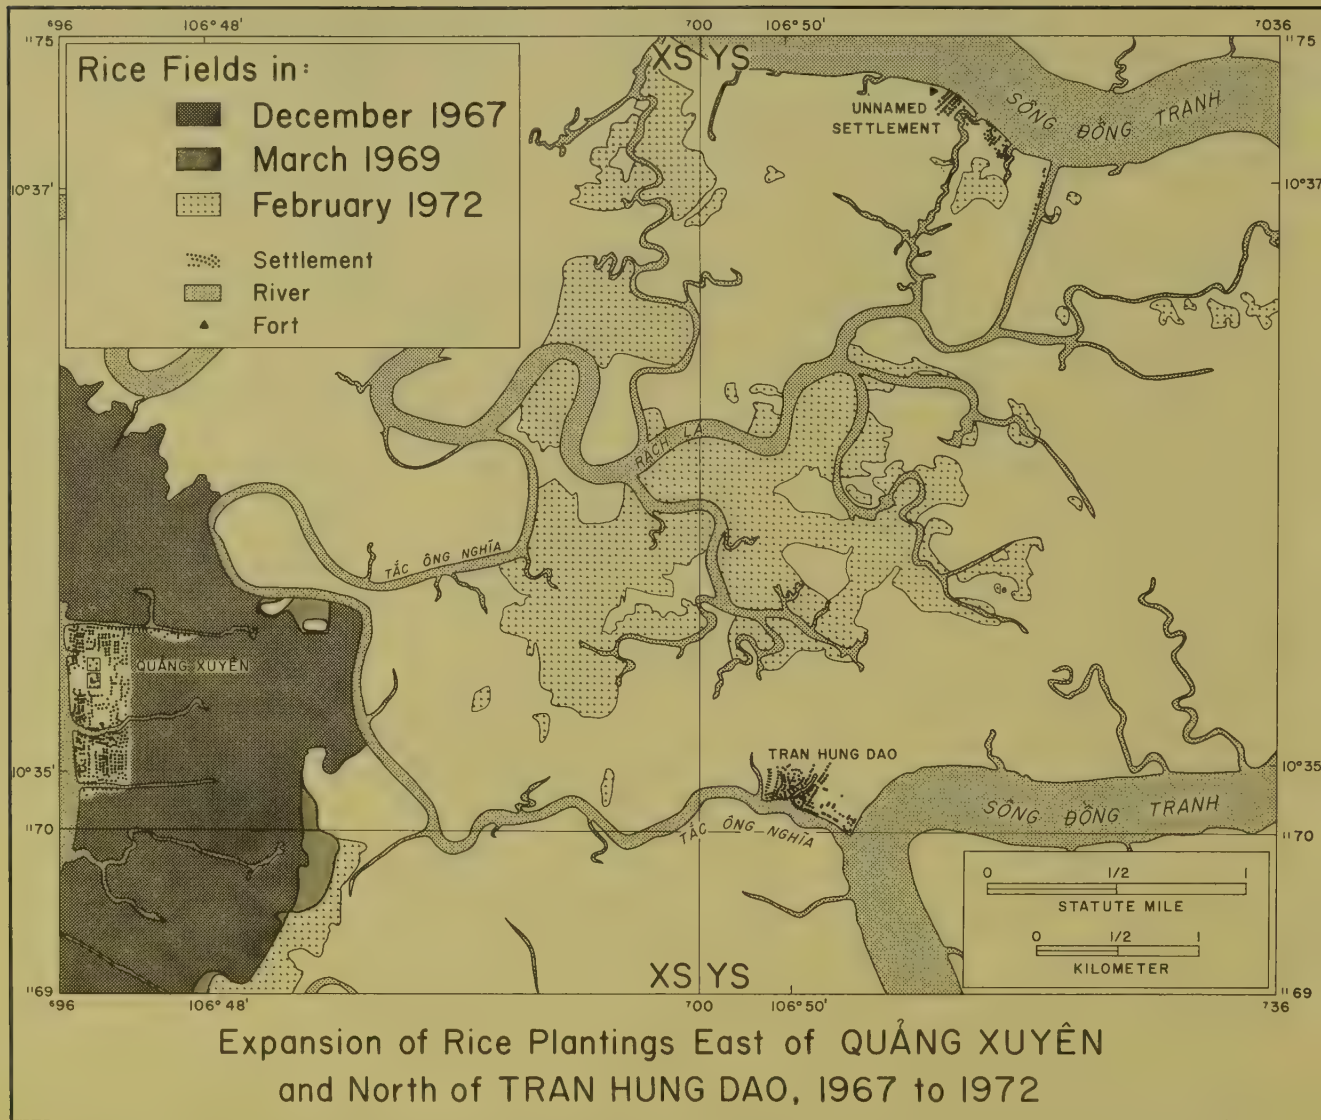 ⁶96
106° 48'
⁷00
106° 50'
⁷036
¹¹75
¹¹75
XS YS
Rice Fields in:
December 1967
March 1969
February 1972
Settlement
River
Fort
UNNAMED
SETTLEMENT
SÔNG ĐỒNG TRANH
10° 37'
10° 37
RACH LA
TẮC ÔNG NGHĨA
QUẢNG XUYÊN
10° 35'
10° 35
TRAN HUNG DAO
SÔNG ĐỒNG TRANH
¹¹70
¹¹70
TẮC ÔNG NGHĨA
0 1/2 1
STATUTE MILE
0 1/2 1
KILOMETER
XS YS
¹¹69
¹¹69
⁶96
106° 48'
⁷00
106° 50'
⁷36
Expansion of Rice Plantings East of QUẢNG XUYÊN
and North of TRAN HUNG DAO, 1967 to 1972